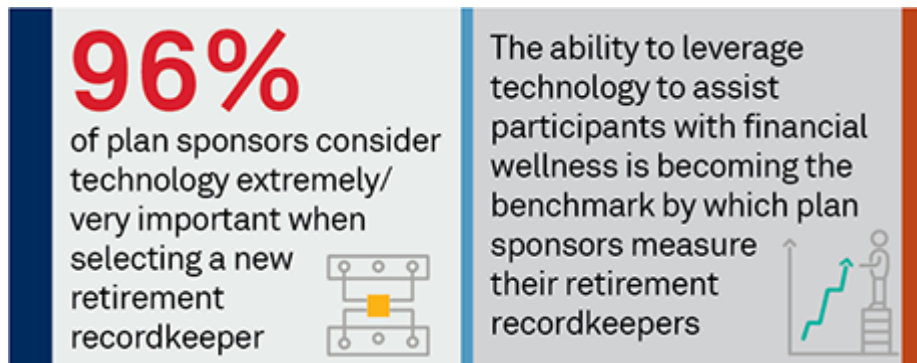 96%
of plan sponsors consider
technology extremely/
very important when
selecting a new
retirement
recordkeeper
The ability to leverage
technology to assist
participants with financial
wellness is becoming the
benchmark by which plan
sponsors measure
their retirement
recordkeepers